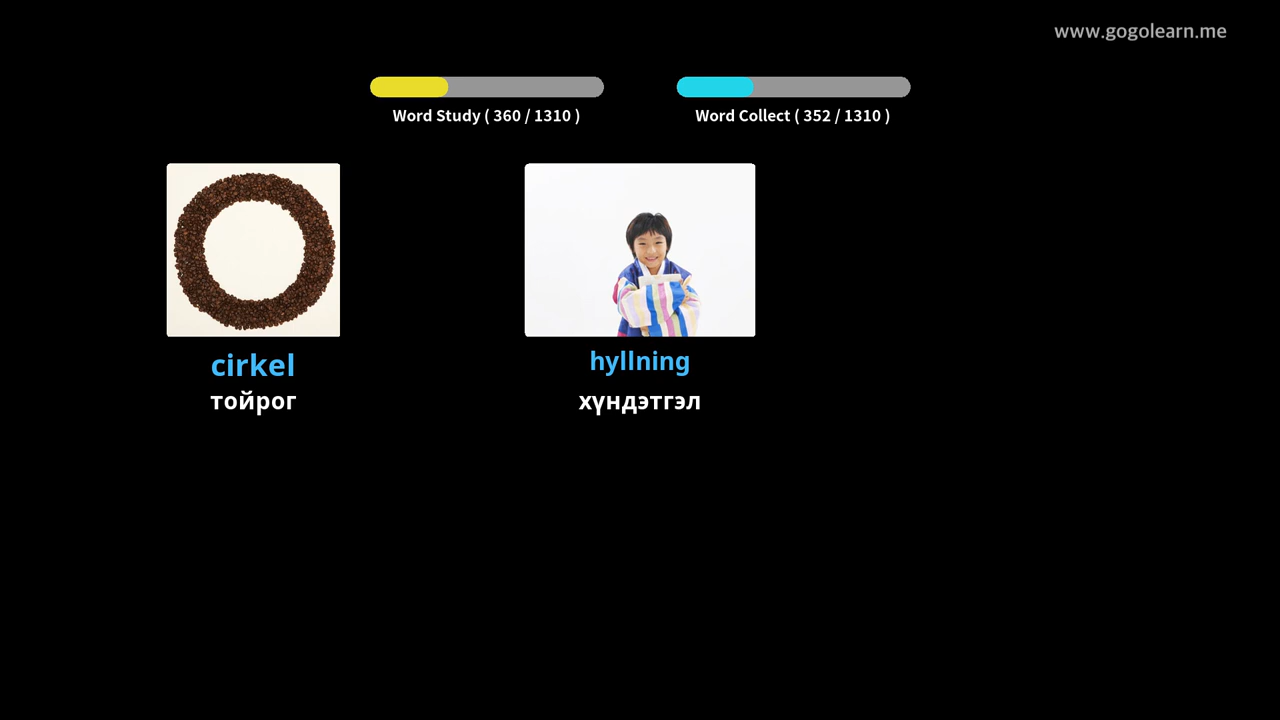 www.gogolearn.me
Word Study ( 360 / 1310 )
Word Collect ( 352 / 1310 )
cirkel
тойрог
hyllning
хүндэтгэл